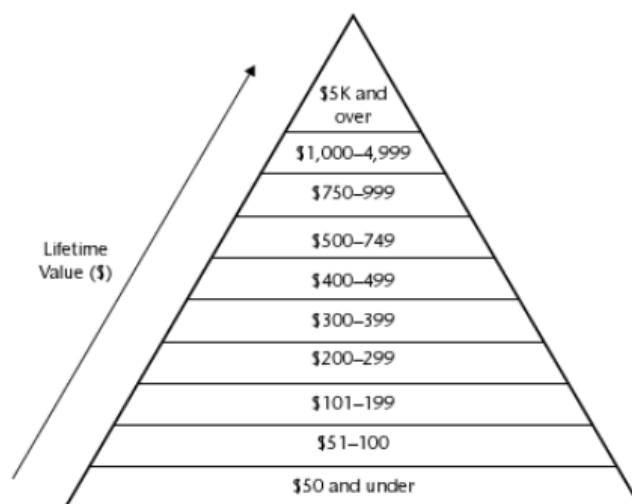 $5K and
over
$1,000–4,999
$750–999
$500–749
Lifetime
Value ($)
$400–499
$300–399
$200–299
$101–199
$51–100
$50 and under